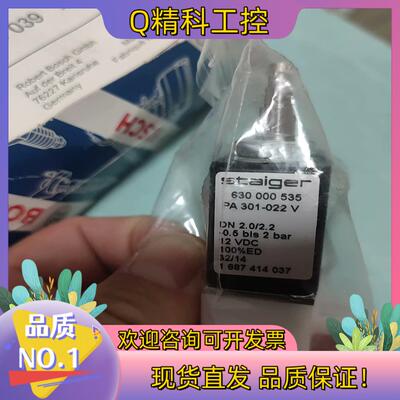 Q精科工控
039
Robert Bosch GmbH
Auf der Breit 4
76227 Karlsruhe
Germany
staiger
630 000 535
PA 301-022 V
DN 2.0/2.2
-0.5 bis 2 bar
12 VDC
100%ED
32/14
1 687 414 037
品质
NO.1
欢迎咨询可开发票
现货直发 品质保证!